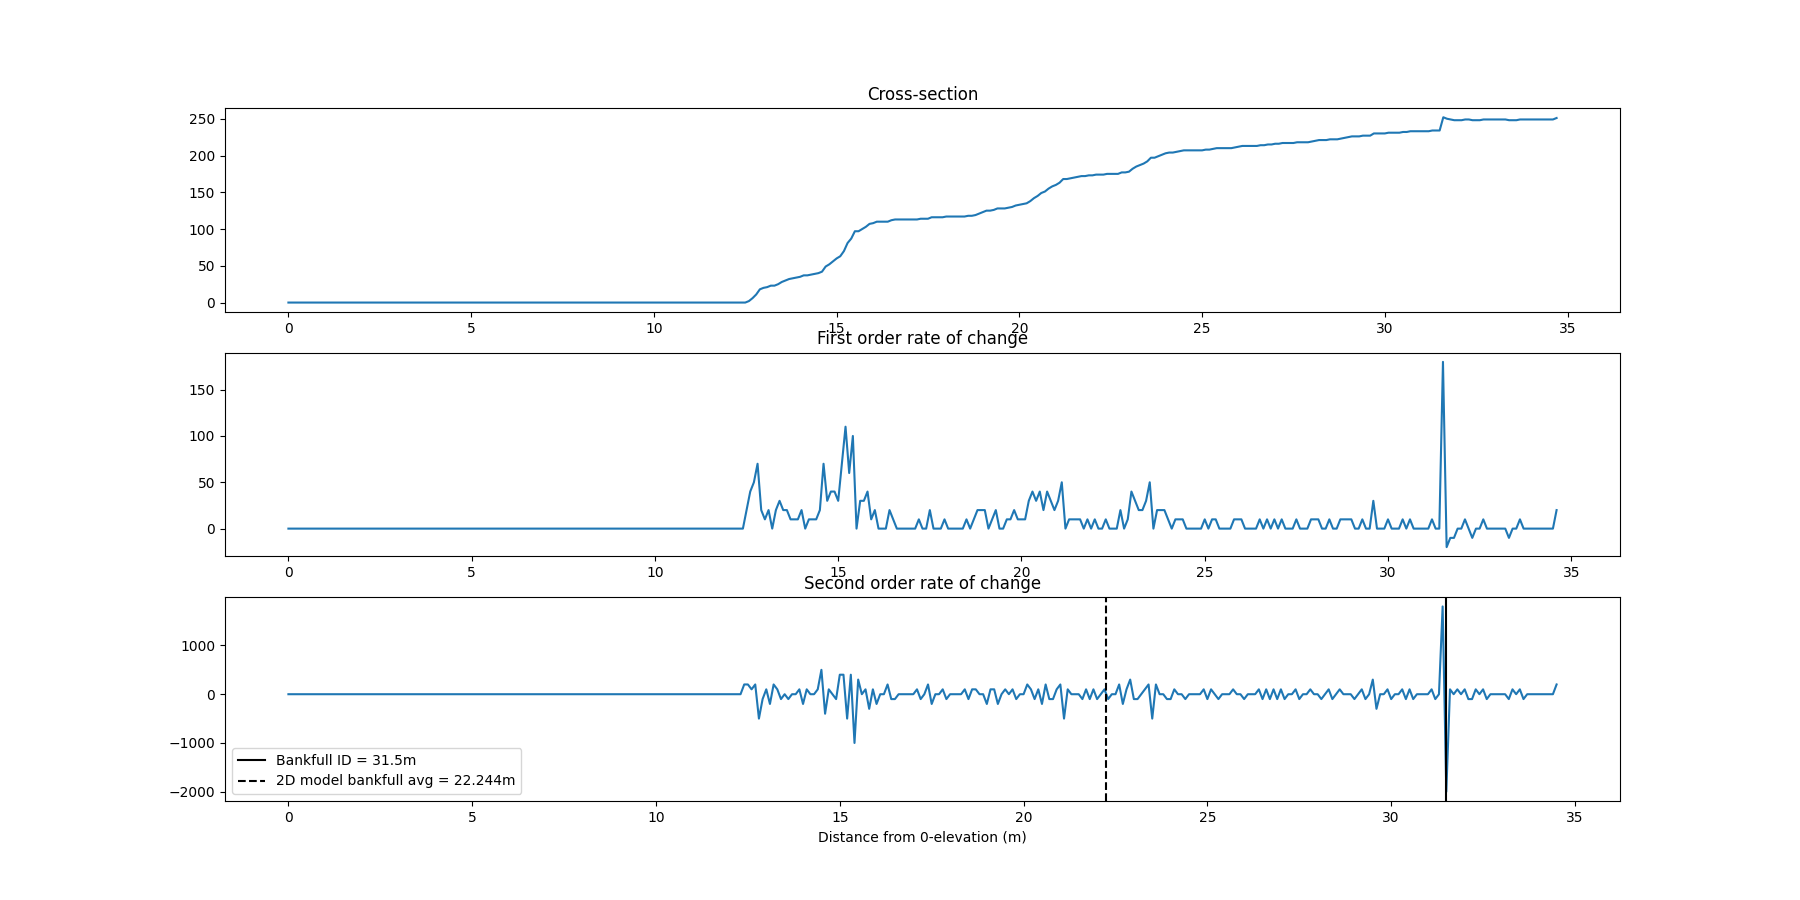 Cross-section
250
200
150
100
50
0
0 5 10 15 20 25 30 35
First order rate of change
150
100
50
0
0 5 10 15 20 25 30 35
Second order rate of change
1000
0
−1000
−2000
Bankfull ID = 31.5m
2D model bankfull avg = 22.244m
0 5 10 15 20 25 30 35
Distance from 0-elevation (m)